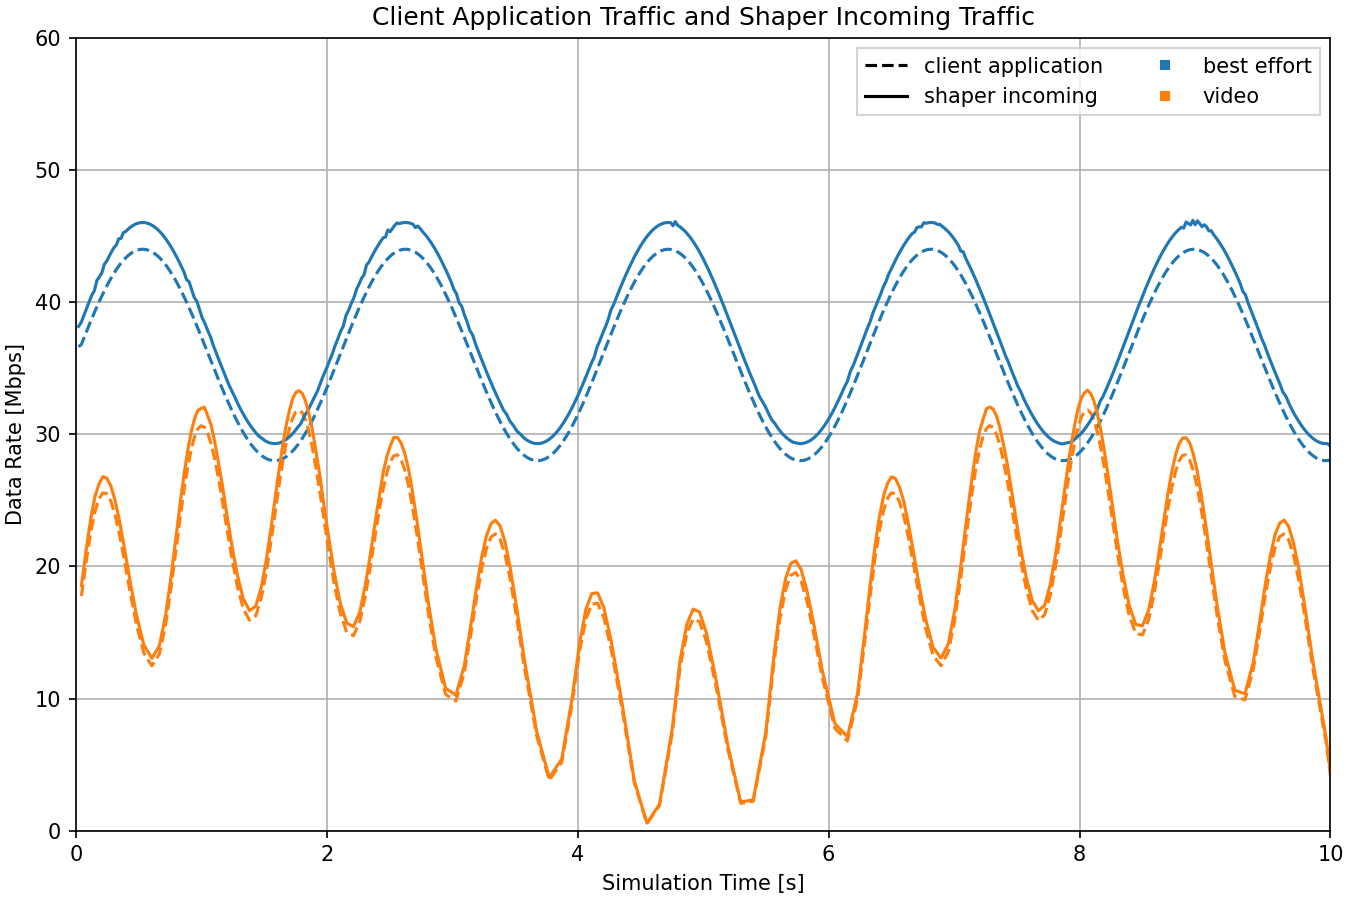 Client Application Traffic and Shaper Incoming Traffic
60
50
40
30
20
10
0
Data Rate [Mbps]
client application
best effort
shaper incoming
video
0 2 4 6 8 10
Simulation Time [s]